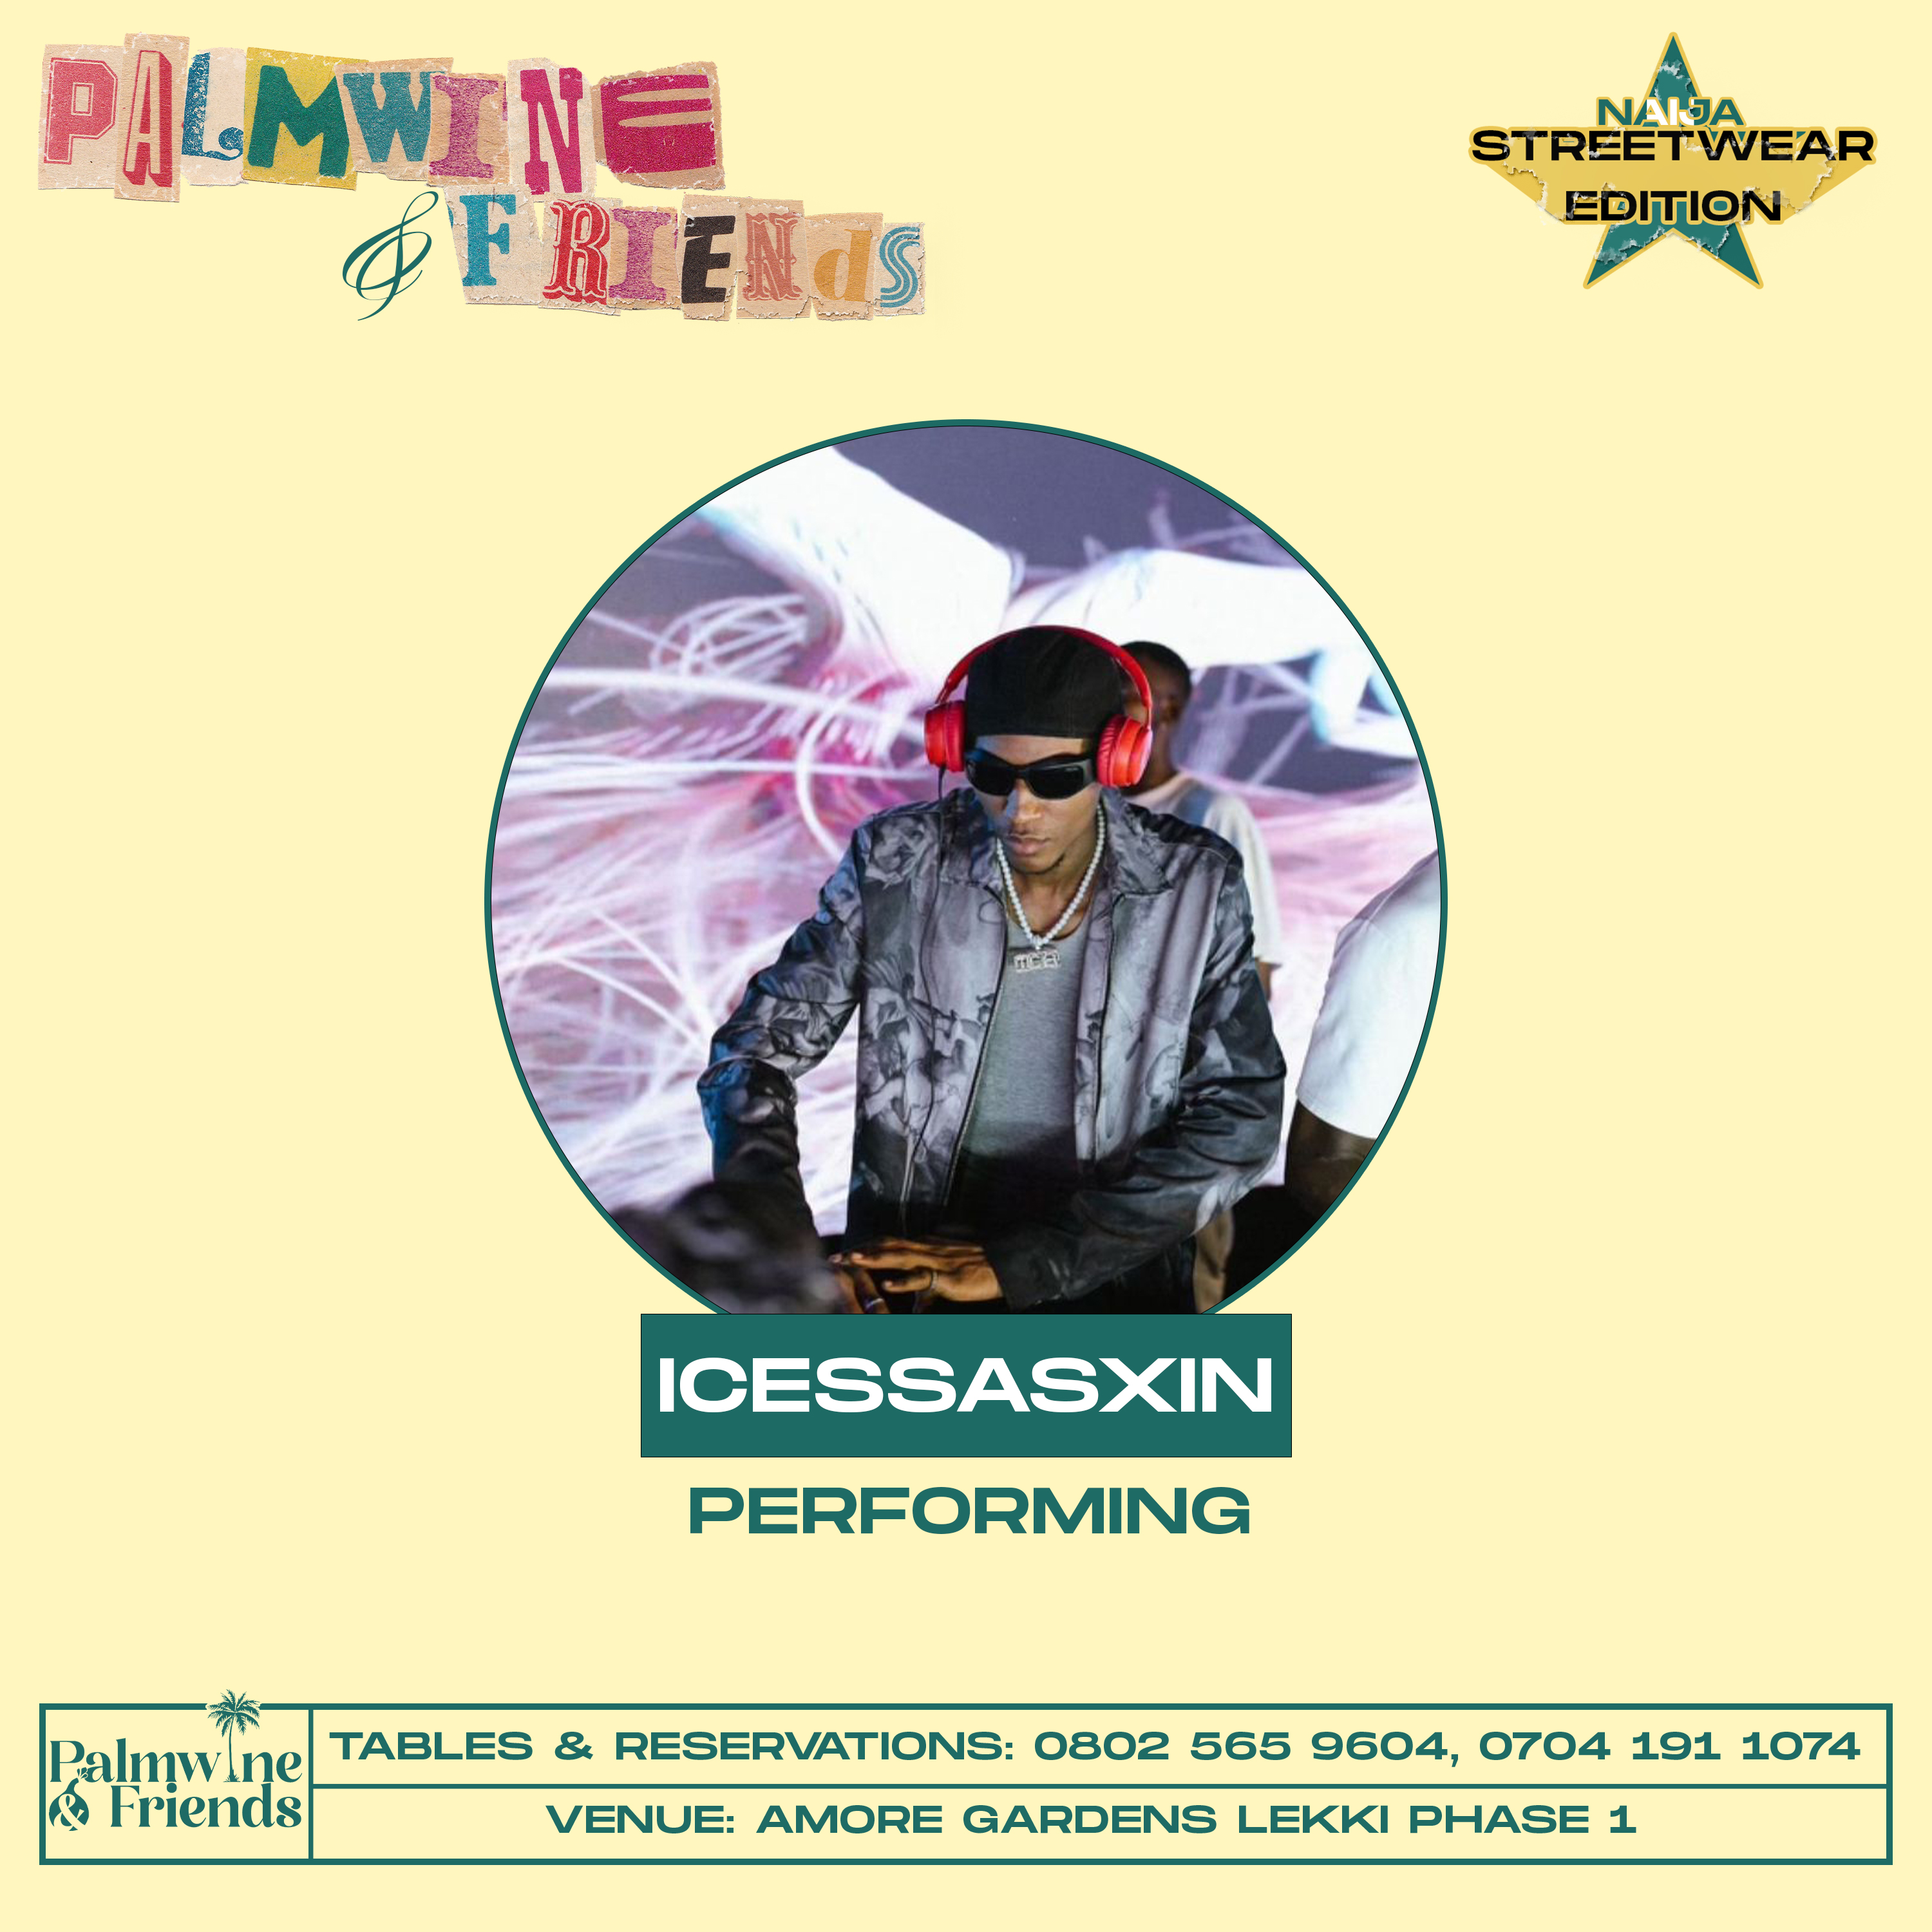 PALMWINE
& FRIENdS
NAIJA
STREETWEAR
EDITION
ICESSASXIN
PERFORMING
Palmwine
& Friends
TABLES & RESERVATIONS: 0802 565 9604, 0704 191 1074
VENUE: AMORE GARDENS LEKKI PHASE 1